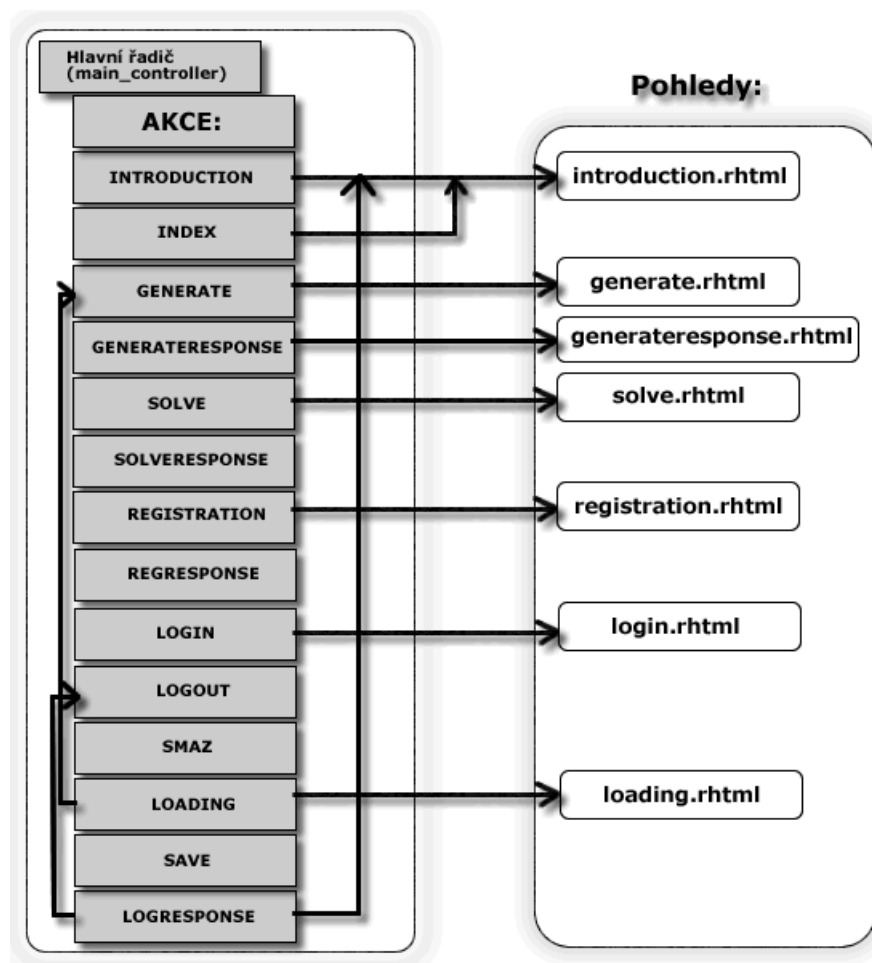 Hlavní řadič
(main_controller)
AKCE:
INTRODUCTION
INDEX
GENERATE
GENERATERESPONSE
SOLVE
SOLVERESPONSE
REGISTRATION
REGRESPONSE
LOGIN
LOGOUT
SMAZ
LOADING
SAVE
LOGRESPONSE
Pohledy:
introduction.rhtml
generate.rhtml
generateresponse.rhtml
solve.rhtml
registration.rhtml
login.rhtml
loading.rhtml